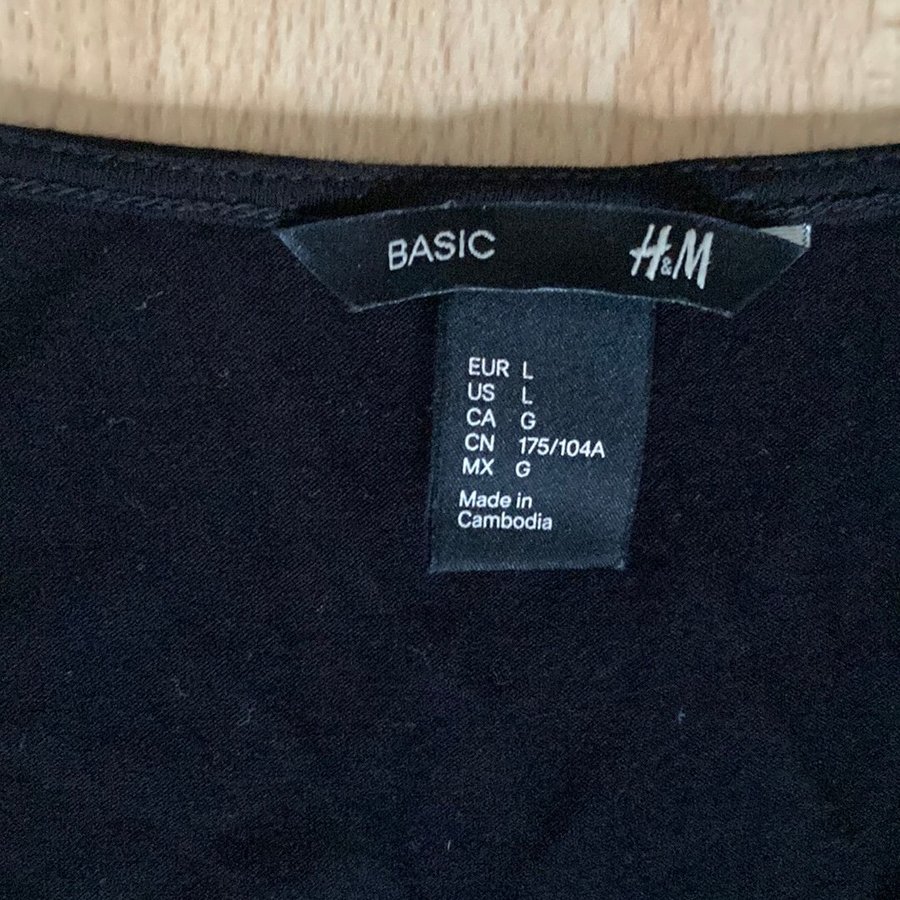 BASIC H&M
EUR L
US L
CA G
CN 175/104A
MX G
Made in
Cambodia